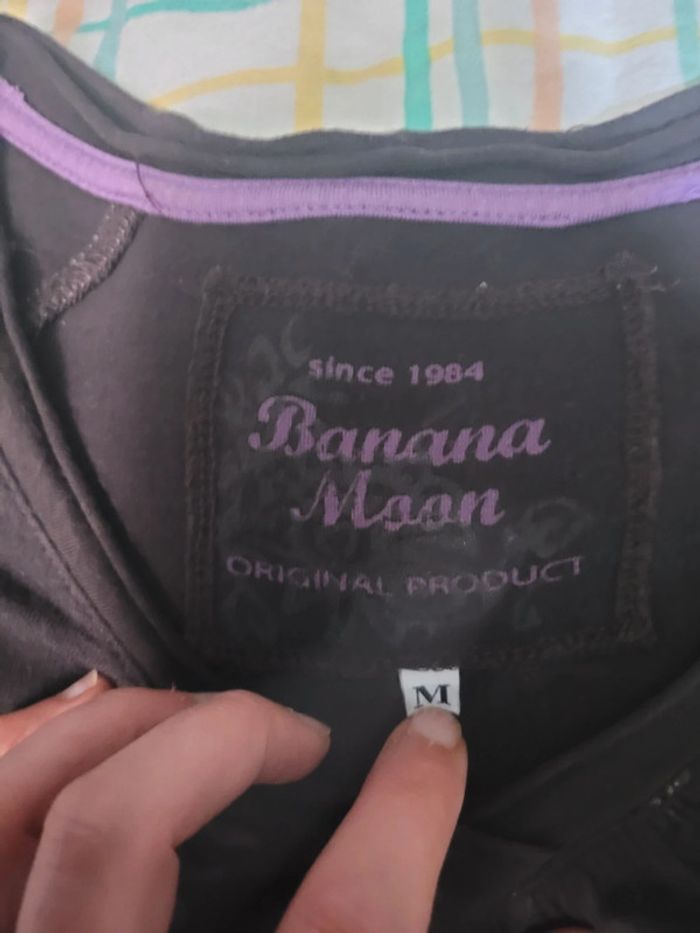 since 1984
Banana
Moon
ORIGINAL PRODUCT
M